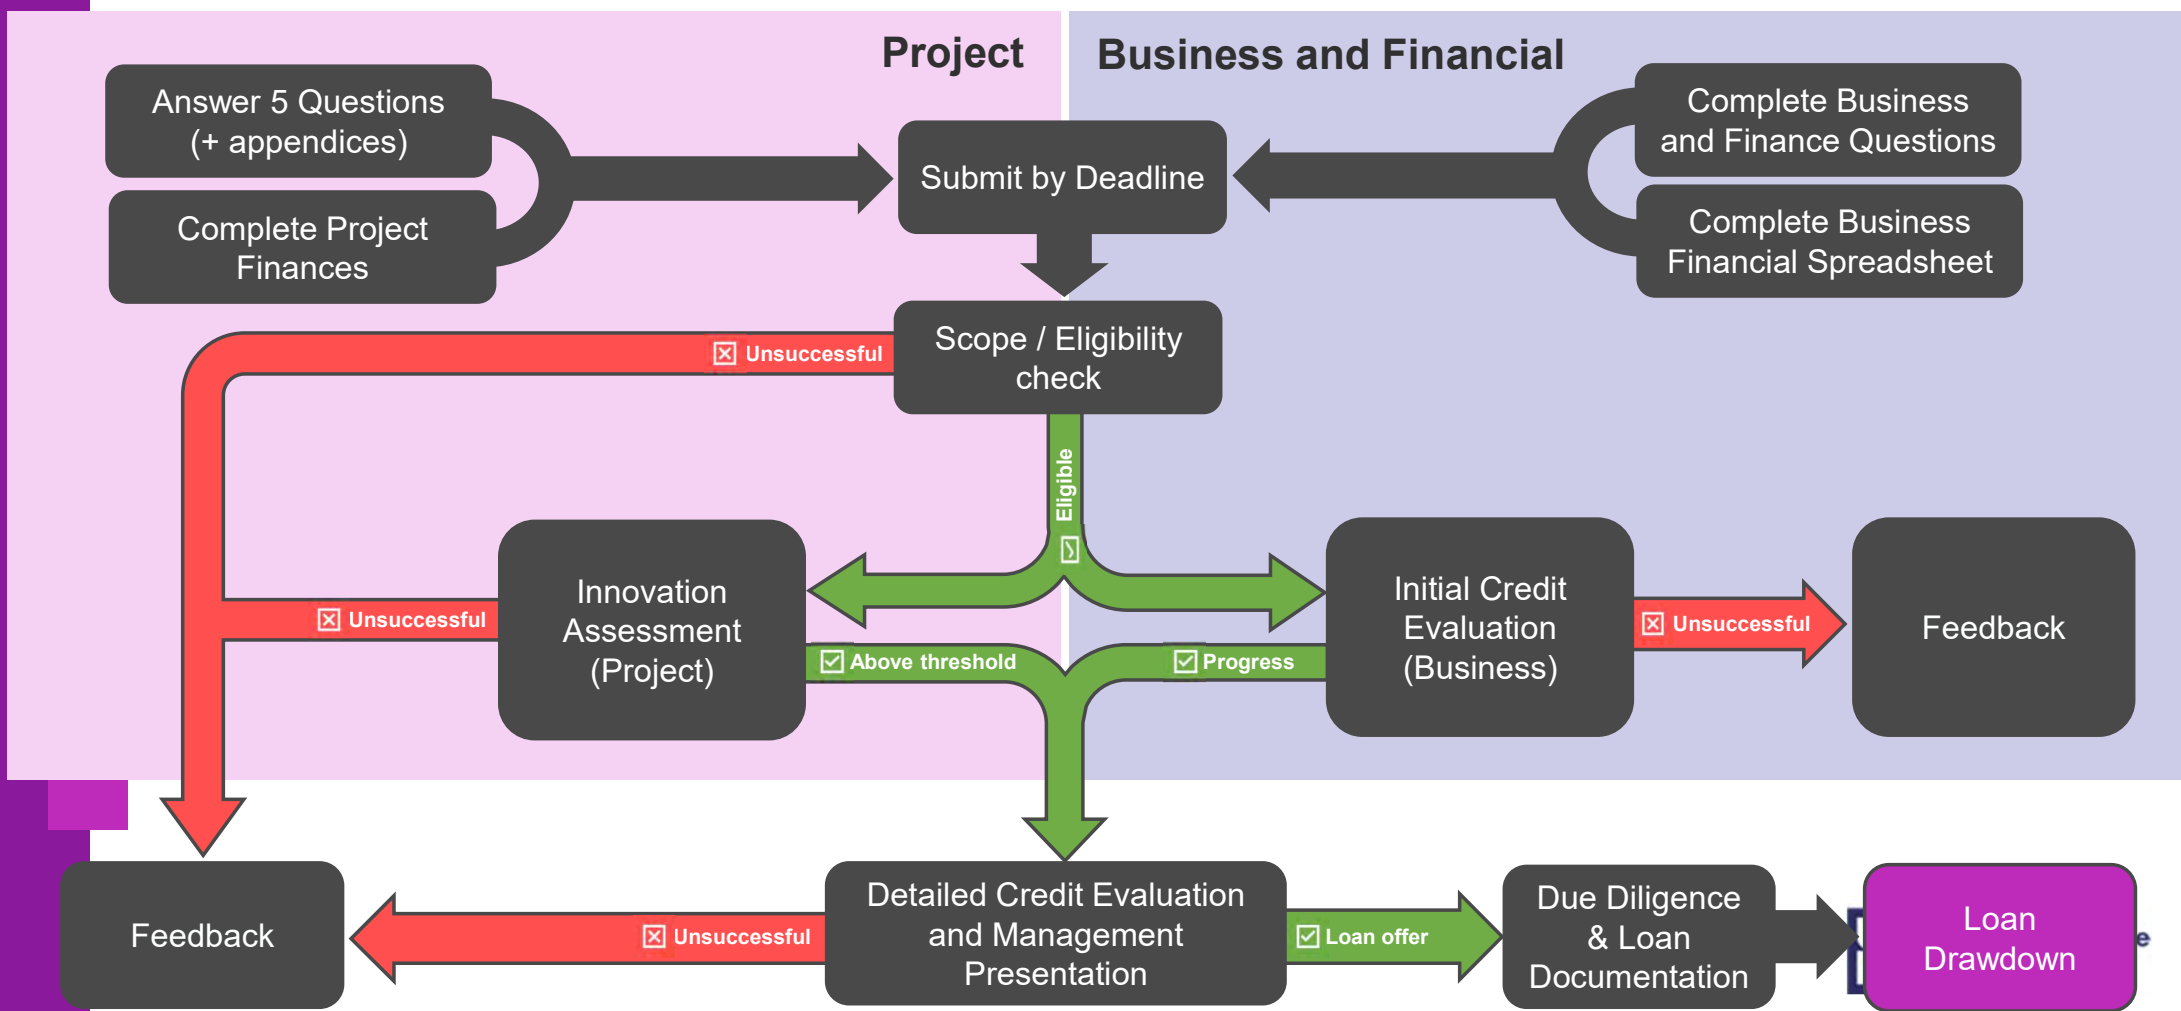 Project
Business and Financial
Answer 5 Questions
(+ appendices)
Complete Project
Finances
Submit by Deadline
Complete Business
and Finance Questions
Complete Business
Financial Spreadsheet
Scope / Eligibility
check
Unsuccessful
Eligible
Innovation
Assessment
(Project)
Unsuccessful
Above threshold
Progress
Initial Credit
Evaluation
(Business)
Unsuccessful
Feedback
Feedback
Unsuccessful
Detailed Credit Evaluation
and Management
Presentation
Loan offer
Due Diligence
& Loan
Documentation
Loan
Drawdown